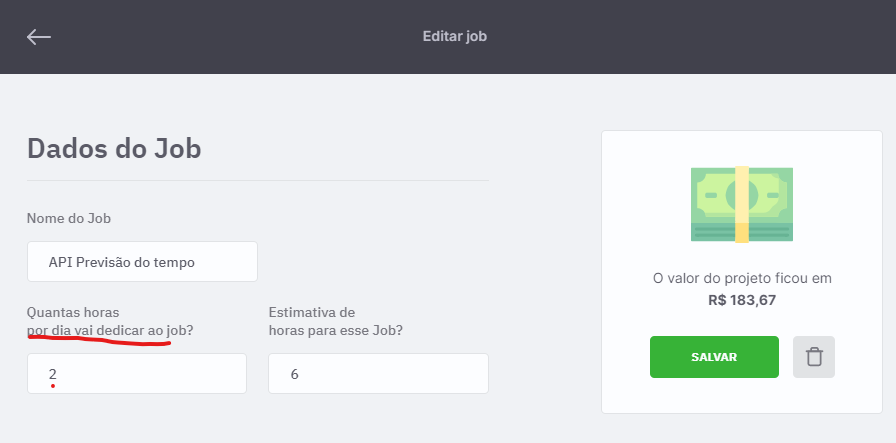 Editar job
Dados do Job
Nome do Job
API Previsão do tempo
Quantas horas
por dia vai dedicar ao job?
2
Estimativa de
horas para esse Job?
6
O valor do projeto ficou em
R$ 183,67
SALVAR